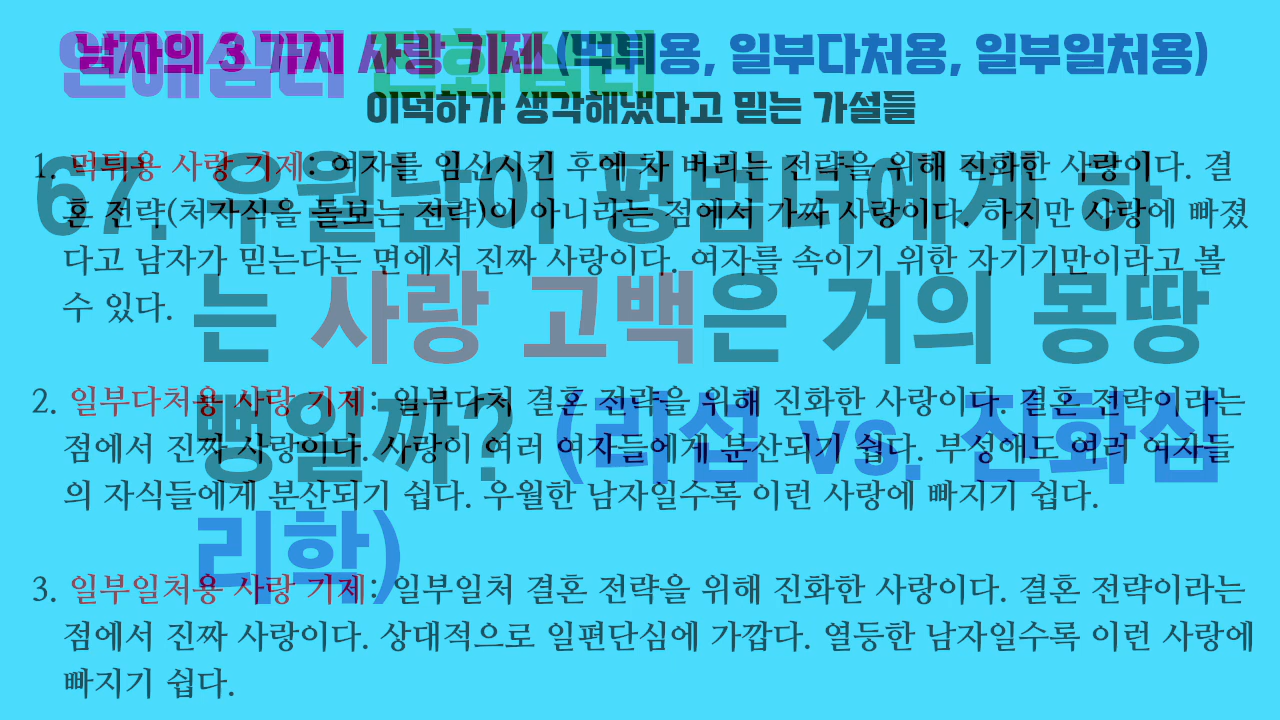 연애심리 진화심리
남자의 3 가지 사랑 기제 (먹튀용, 일부다처용, 일부일처용)
이덕하가 생각해냈다고 믿는 가설들
1. 먹튀용 사랑 기제: 여자를 임신시킨 후에 차 버리는 전략을 위해 진화한 사랑이다. 결
혼 전략(처자식을 돌보는 전략)이 아니라는 점에서 가짜 사랑이다. 하지만 사랑에 빠졌
다고 남자가 믿는다는 면에서 진짜 사랑이다. 여자를 속이기 위한 자기기만이라고 볼
수 있다.
2. 일부다처용 사랑 기제: 일부다처 결혼 전략을 위해 진화한 사랑이다. 결혼 전략이라는
점에서 진짜 사랑이다. 사랑이 여러 여자들에게 분산되기 쉽다. 부성애도 여러 여자들
의 자식들에게 분산되기 쉽다. 우월한 남자일수록 이런 사랑에 빠지기 쉽다.
3. 일부일처용 사랑 기제: 일부일처 결혼 전략을 위해 진화한 사랑이다. 결혼 전략이라는
점에서 진짜 사랑이다. 상대적으로 일편단심에 가깝다. 열등한 남자일수록 이런 사랑에
빠지기 쉽다.
67. 우월남이 평범녀에게 하
는 사랑 고백은 거의 몽땅
뻥일까? (리섭 vs. 진화심
리학)